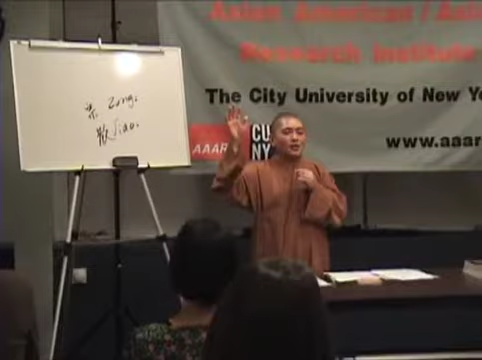 Asian American / Asi
Research Institute
The City University of New Yo
AAAR
CU
NY
www.aaar
宗 Zong
教 Jiao